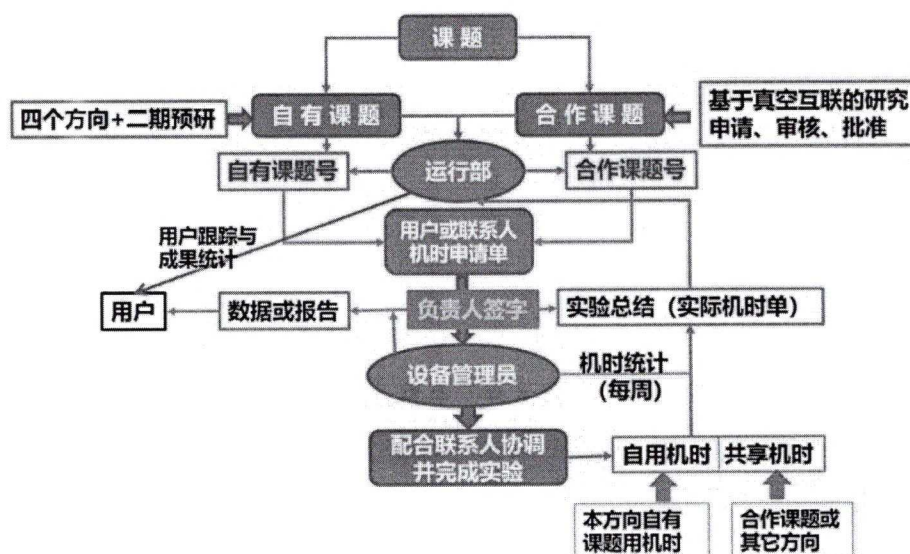 课 题
四个方向+二期预研
自 有 课 题
合 作 课 题
基于真空互联的研究
申请、审核、批准
自有课题号
运行部
合作课题号
用户跟踪与
成果统计
用户或联系人
机时申请单
用户
数据或报告
负责人签字
实验总结（实际机时单）
设备管理员
机时统计
（每周）
配合联系人协调
并完成实验
自用机时
共享机时
本方向自有
课题用机时
合作课题或
其它方向